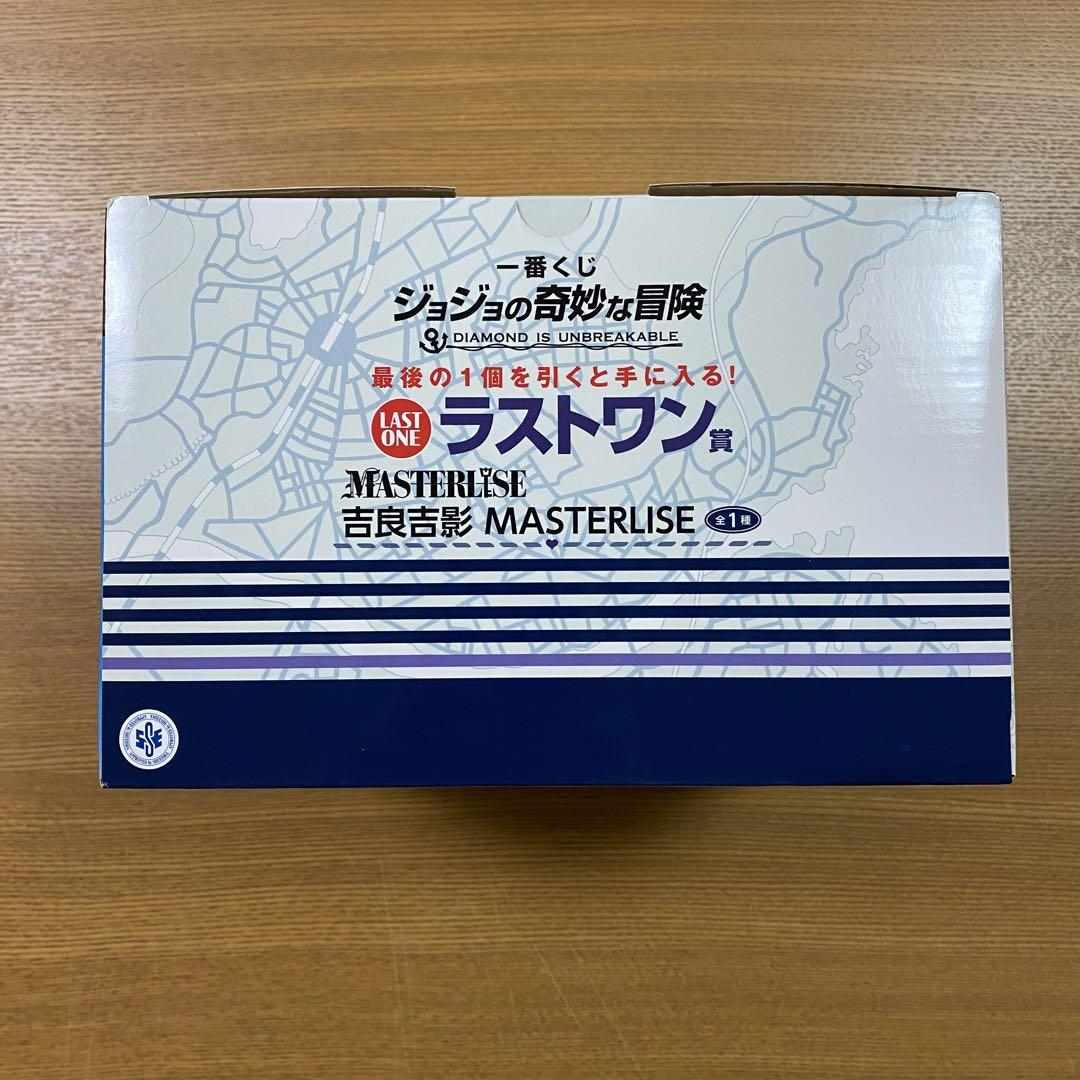 一番くじ
ジョジョの奇妙な冒険
DIAMOND IS UNBREAKABLE
最後の1個を引くと手に入る!
LAST ONE ラストワン賞
MASTERLISE
吉良吉影 MASTERLISE 全1種